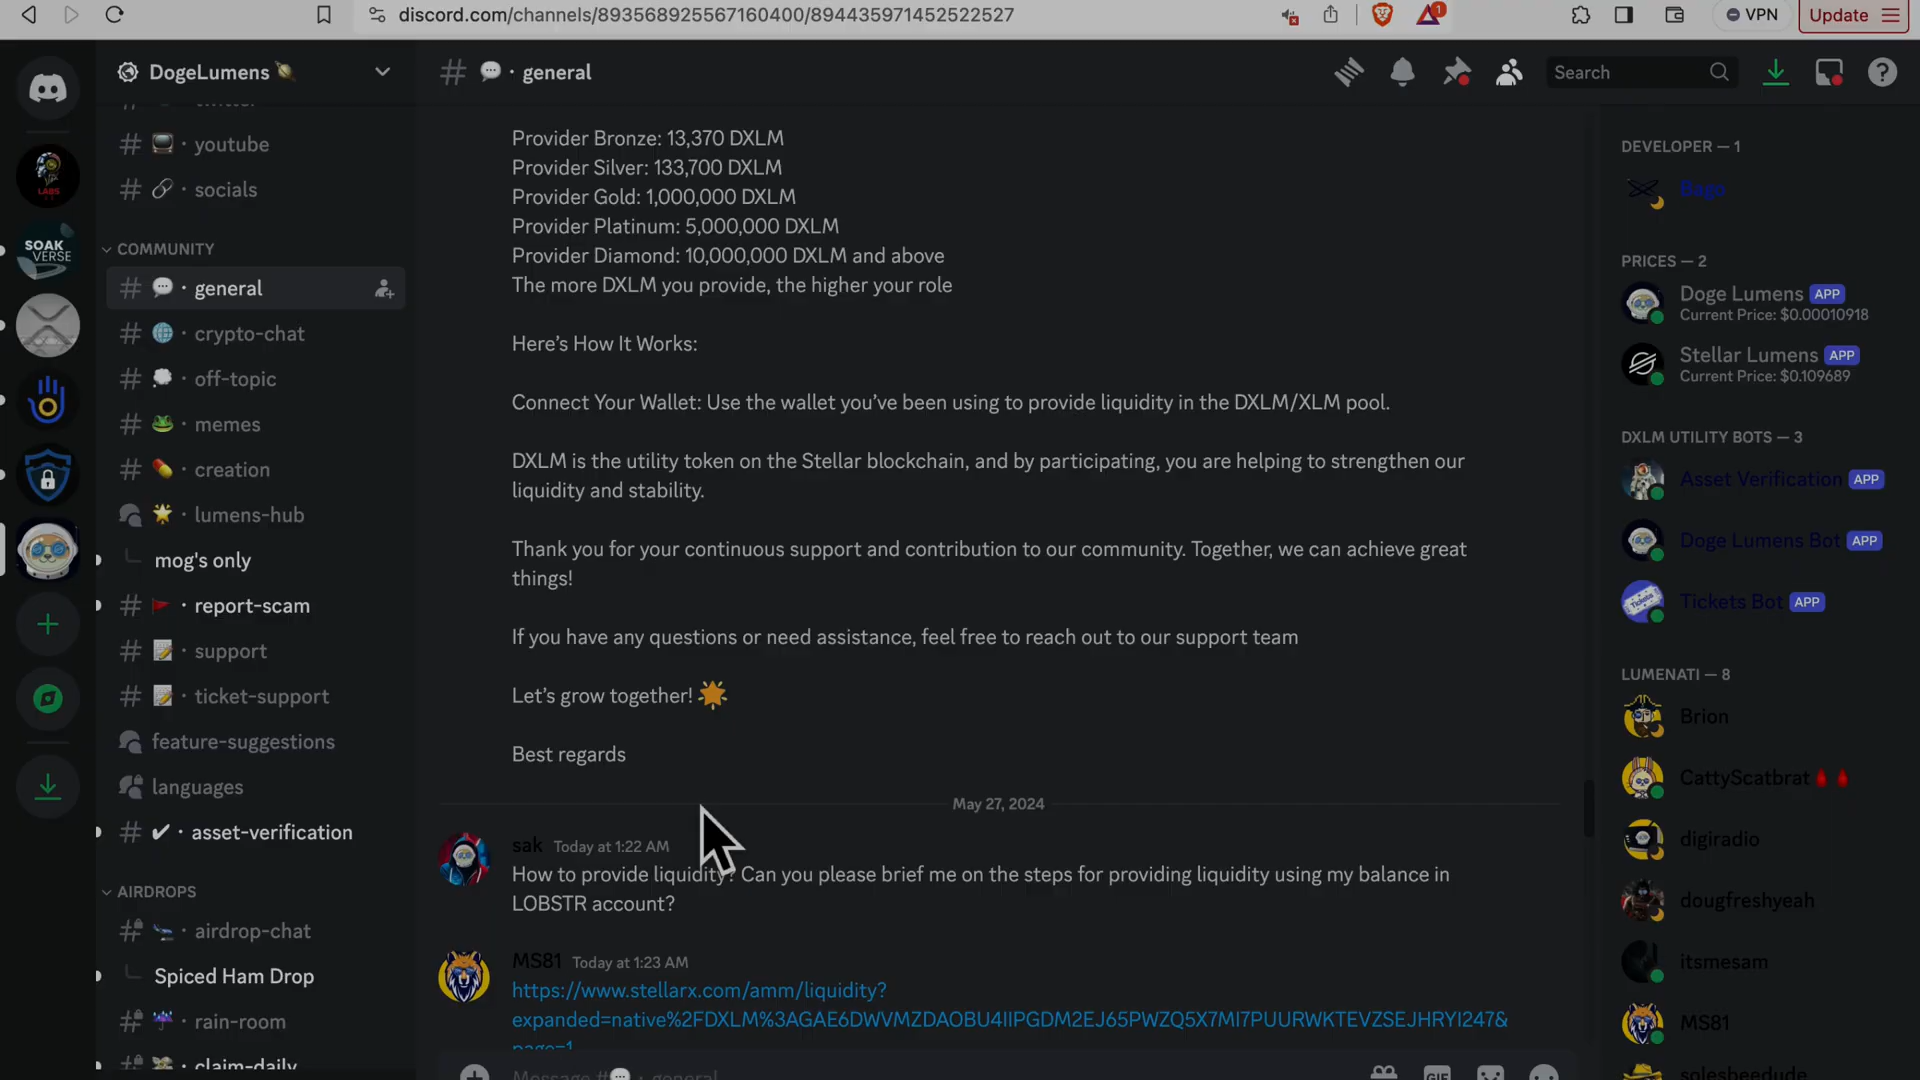 discord.com/channels/893568925567160400/894435971452522527
1
VPN
Update
DogeLumens
general
Search
youtube
socials
COMMUNITY
general
crypto-chat
off-topic
memes
creation
lumens-hub
mog's only
report-scam
support
ticket-support
feature-suggestions
languages
asset-verification
AIRDROPS
airdrop-chat
Spiced Ham Drop
rain-room
claim-daily
LABS
SOAK
VERSE
Provider Bronze: 13,370 DXLM
Provider Silver: 133,700 DXLM
Provider Gold: 1,000,000 DXLM
Provider Platinum: 5,000,000 DXLM
Provider Diamond: 10,000,000 DXLM and above
The more DXLM you provide, the higher your role
Here's How It Works:
Connect Your Wallet: Use the wallet you've been using to provide liquidity in the DXLM/XLM pool.
DXLM is the utility token on the Stellar blockchain, and by participating, you are helping to strengthen our
liquidity and stability.
Thank you for your continuous support and contribution to our community. Together, we can achieve great
things!
If you have any questions or need assistance, feel free to reach out to our support team
Let's grow together!
Best regards
May 27, 2024
sak Today at 1:22 AM
How to provide liquidity? Can you please brief me on the steps for providing liquidity using my balance in
LOBSTR account?
MS81 Today at 1:23 AM
https://www.stellarx.com/amm/liquidity?
expanded=native%2FDXLM%3AGAE6DWVMZDAOBU4IIPGDM2EJ65PWZQ5X7MI7PUURWKTEVZSEJHRYI247&
page=1
Message # general
GIF
DEVELOPER — 1
Bago
PRICES — 2
Doge Lumens APP
Current Price: $0.00010918
Stellar Lumens APP
Current Price: $0.109689
DXLM UTILITY BOTS — 3
Asset Verification APP
Doge Lumens Bot APP
Tickets Bot APP
LUMENATI — 8
Brion
CattyScatbrat
digiradio
dougfreshyeah
itsmesam
MS81
solesheedude